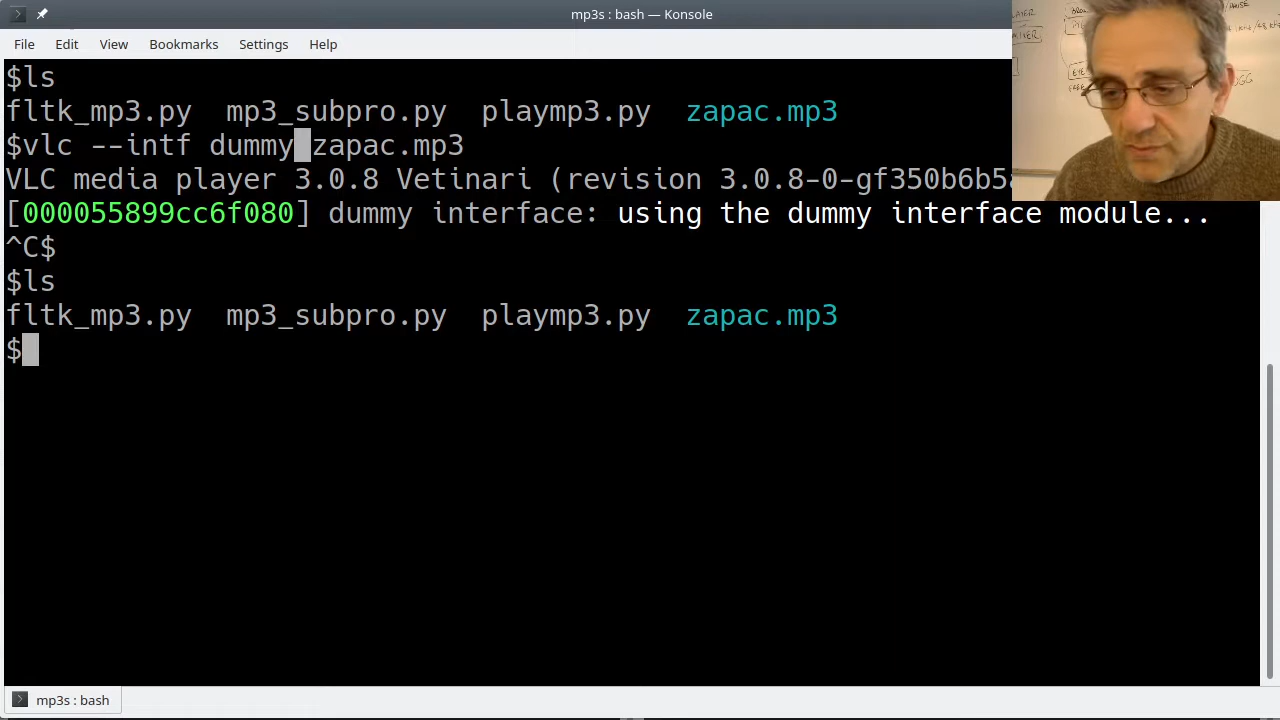 mp3s : bash — Konsole
File Edit View Bookmarks Settings Help
$ls
fltk_mp3.py mp3_subpro.py playmp3.py zapac.mp3
$vlc --intf dummy zapac.mp3
VLC media player 3.0.8 Vetinari (revision 3.0.8-0-gf350b6b5
[000055899cc6f080] dummy interface: using the dummy interface module...
^C$
$ls
fltk_mp3.py mp3_subpro.py playmp3.py zapac.mp3
$
mp3s : bash